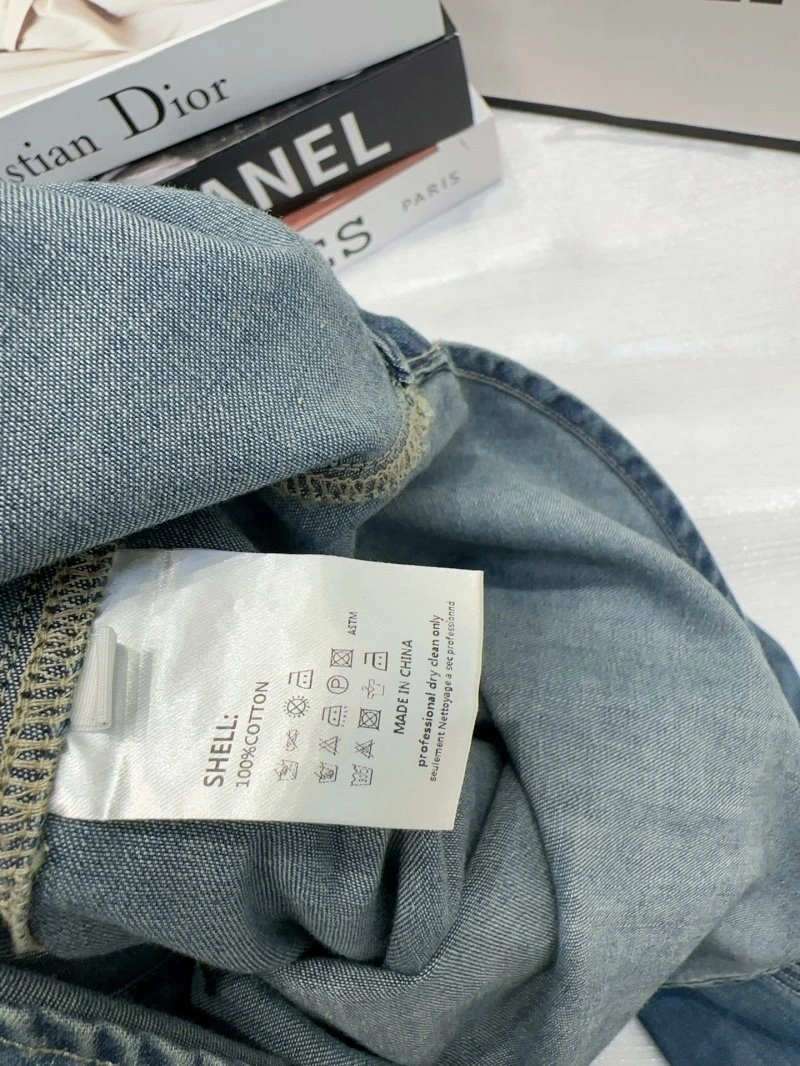 stian Dior
ANEL
PARIS
ES
SHELL:
100%COTTON
ASTM
MADE IN CHINA
professional dry clean only
seulement Nettoyage a sec professionnd